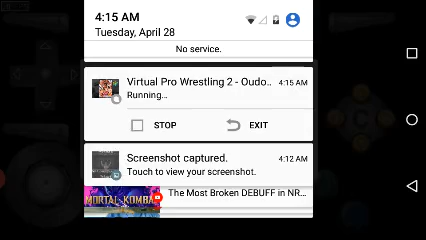 4:15 AM
Tuesday, April 28
No service.
Virtual Pro Wrestling 2 - Oudo..
4:15 AM
Running...
STOP
EXIT
Screenshot captured.
4:12 AM
Touch to view your screenshot.
MORTAL KOMBA
The Most Broken DEBUFF in NR...